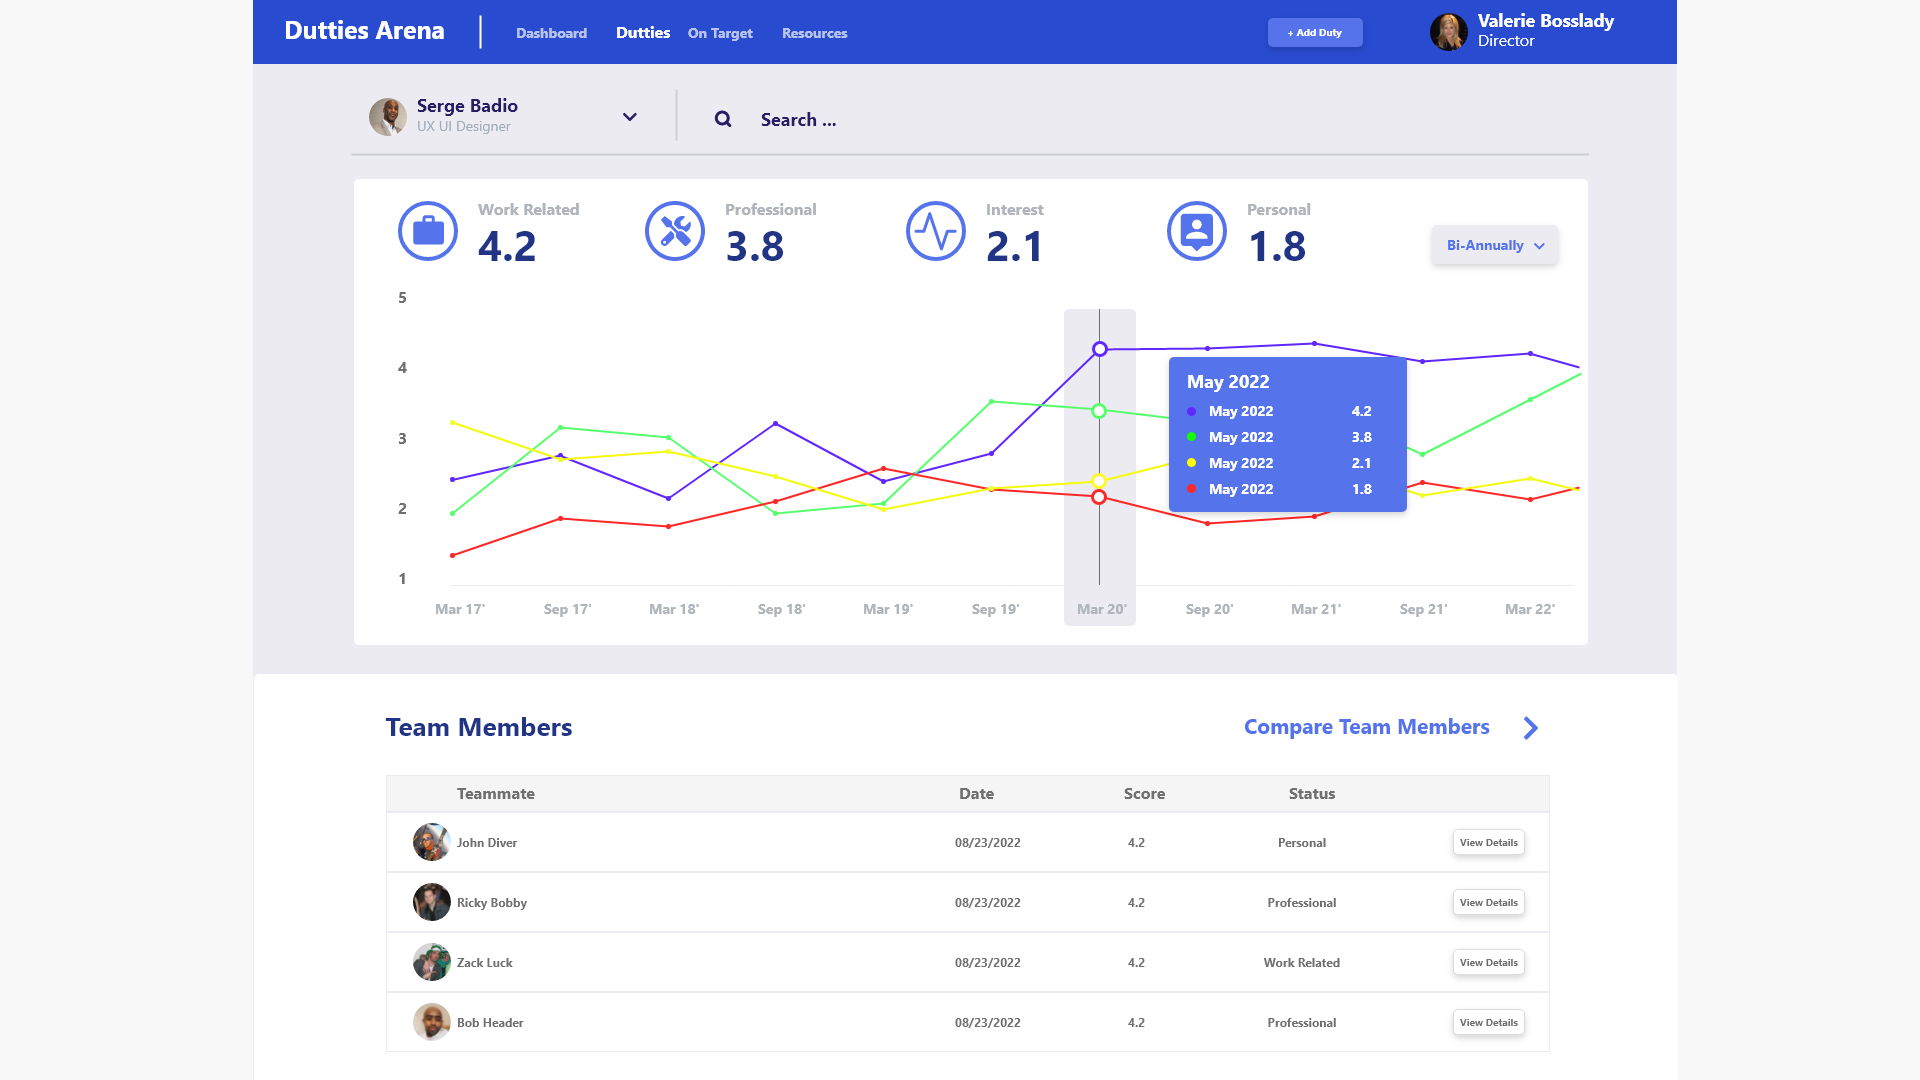 Dutties Arena
Dashboard
Dutties
On Target
Resources
+ Add Duty
Valerie Bosslady
Director
Serge Badio
UX UI Designer
Search ...
Work Related
4.2
Professional
3.8
Interest
2.1
Personal
1.8
Bi-Annually
5
4
3
2
1
May 2022
May 2022 4.2
May 2022 3.8
May 2022 2.1
May 2022 1.8
Mar 17' Sep 17' Mar 18' Sep 18' Mar 19' Sep 19' Mar 20' Sep 20' Mar 21' Sep 21' Mar 22'
Team Members
Compare Team Members
Teammate Date Score Status
John Diver 08/23/2022 4.2 Personal View Details
Ricky Bobby 08/23/2022 4.2 Professional View Details
Zack Luck 08/23/2022 4.2 Work Related View Details
Bob Header 08/23/2022 4.2 Professional View Details